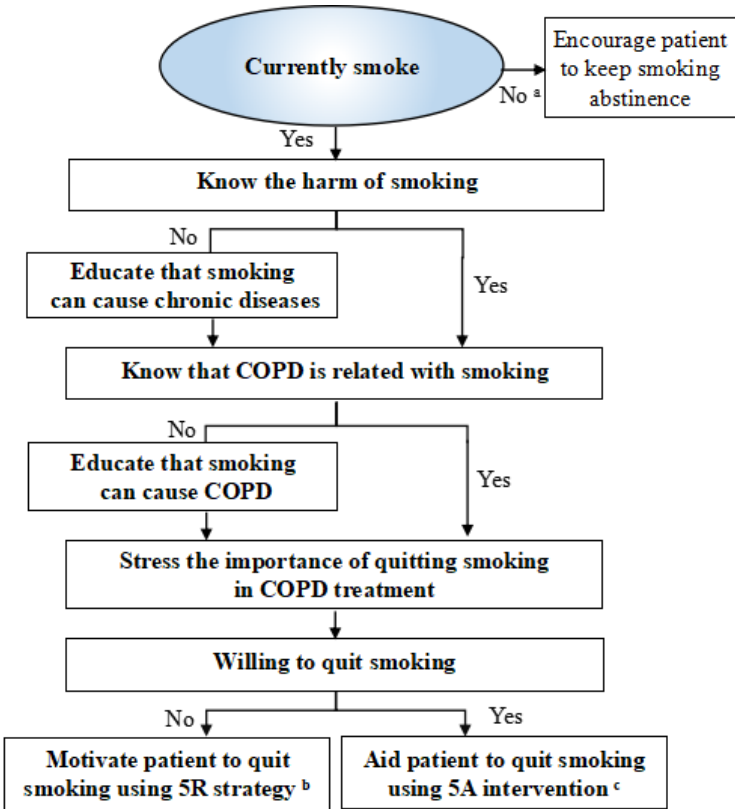 Currently smoke
Encourage patient
to keep smoking
abstinence
No ᵃ
Yes
Know the harm of smoking
No
Educate that smoking
can cause chronic diseases
Yes
Know that COPD is related with smoking
No
Educate that smoking
can cause COPD
Yes
Stress the importance of quitting smoking
in COPD treatment
Willing to quit smoking
No
Yes
Motivate patient to quit
smoking using 5R strategy ᵇ
Aid patient to quit smoking
using 5A intervention ᶜ